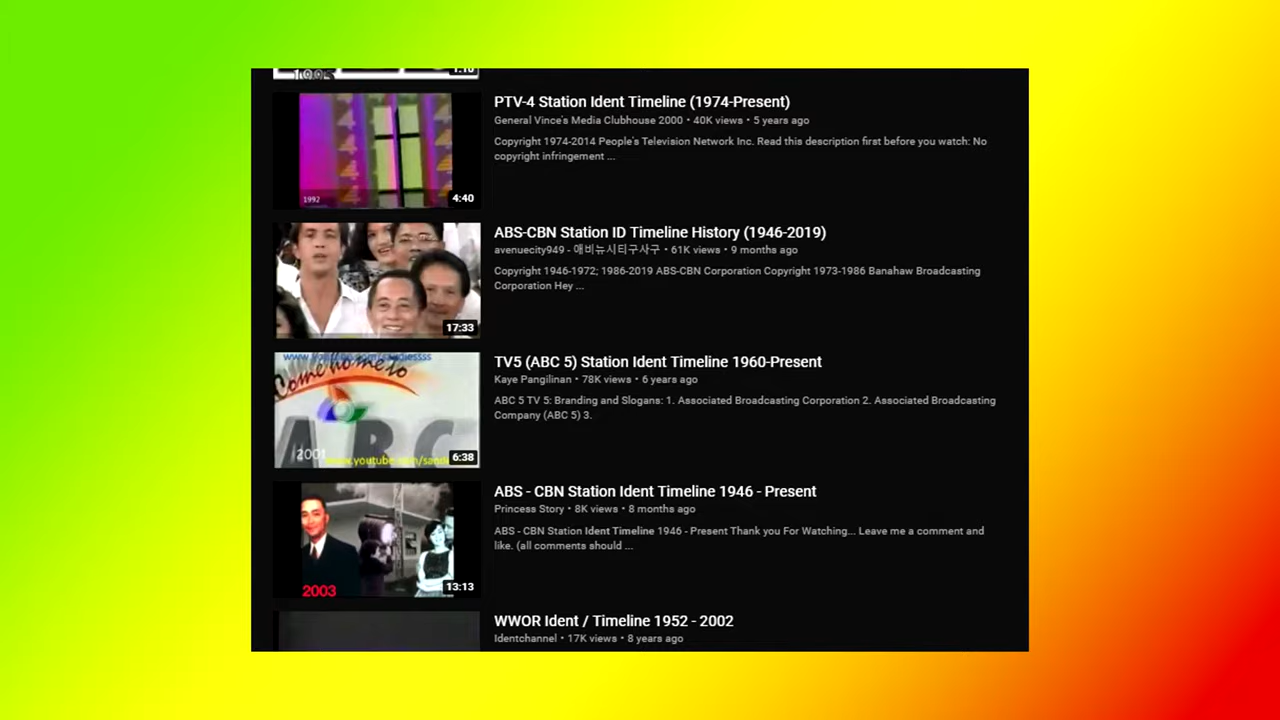 1995
1:16
PTV-4 Station Ident Timeline (1974-Present)
General Vince's Media Clubhouse 2000 • 40K views • 5 years ago
Copyright 1974-2014 People's Television Network Inc. Read this description first before you watch: No
copyright infringement ...
1992
4:40
ABS-CBN Station ID Timeline History (1946-2019)
avenuecity949 - 애비뉴시티구사구 • 61K views • 9 months ago
Copyright 1946-1972; 1986-2019 ABS-CBN Corporation Copyright 1973-1986 Banahaw Broadcasting
Corporation Hey ...
17:33
TV5 (ABC 5) Station Ident Timeline 1960-Present
Kaye Pangilinan • 78K views • 6 years ago
ABC 5 TV 5: Branding and Slogans: 1. Associated Broadcasting Corporation 2. Associated Broadcasting
Company (ABC 5) 3.
Come home to
ABC
2001
6:38
ABS - CBN Station Ident Timeline 1946 - Present
Princess Story • 8K views • 8 months ago
ABS - CBN Station Ident Timeline 1946 - Present Thank you For Watching... Leave me a comment and
like. (all comments should ...
2003
13:13
WWOR Ident / Timeline 1952 - 2002
Identchannel • 17K views • 8 years ago